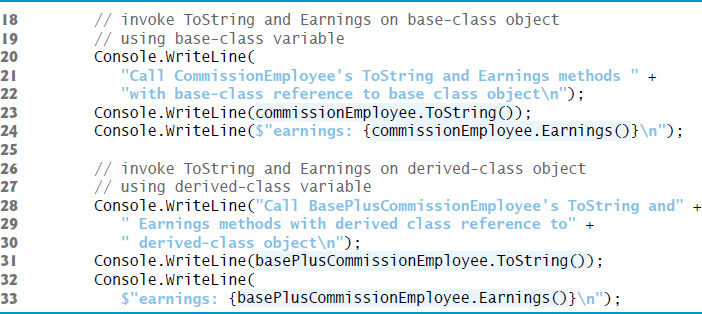 18 // invoke ToString and Earnings on base-class object
19 // using base-class variable
20 Console.WriteLine(
21 "Call CommissionEmployee's ToString and Earnings methods " +
22 "with base-class reference to base class object\n");
23 Console.WriteLine(commissionEmployee.ToString());
24 Console.WriteLine($"earnings: {commissionEmployee.Earnings()}\n");
25
26 // invoke ToString and Earnings on derived-class object
27 // using derived-class variable
28 Console.WriteLine("Call BasePlusCommissionEmployee's ToString and" +
29 " Earnings methods with derived class reference to" +
30 " derived-class object\n");
31 Console.WriteLine(basePlusCommissionEmployee.ToString());
32 Console.WriteLine(
33 $"earnings: {basePlusCommissionEmployee.Earnings()}\n");